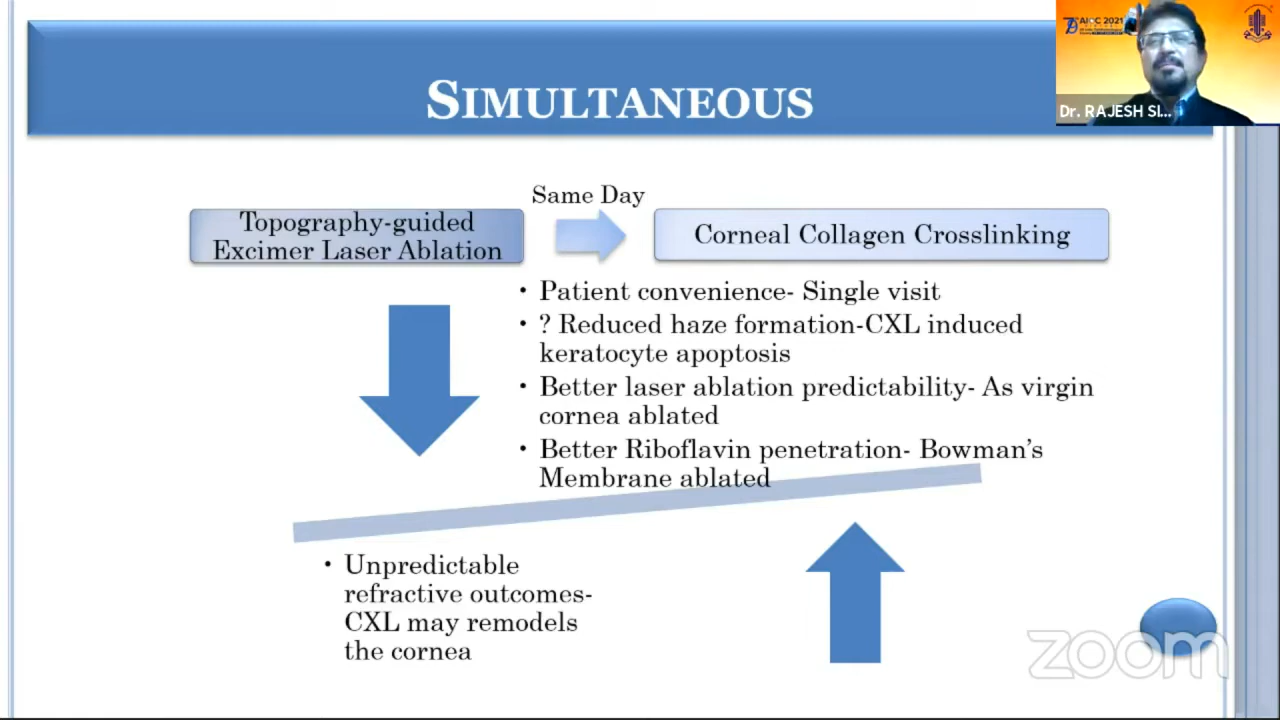 SIMULTANEOUS
AIOC 2021
Dr. RAJESH SI...
Same Day
Topography-guided
Excimer Laser Ablation
Corneal Collagen Crosslinking
• Patient convenience- Single visit
• ? Reduced haze formation-CXL induced
keratocyte apoptosis
• Better laser ablation predictability- As virgin
cornea ablated
• Better Riboflavin penetration- Bowman's
Membrane ablated
• Unpredictable
refractive outcomes-
CXL may remodels
the cornea
zoom